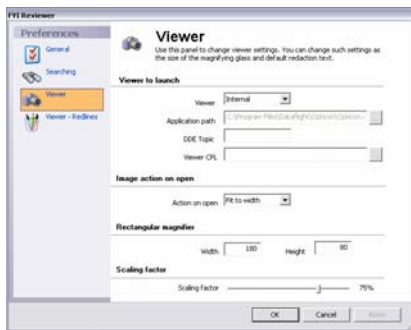 FYI Reviewer
Preferences
General
Searching
Viewer
Viewer - Redlines
Viewer
Use this panel to change viewer settings. You can change such settings as
the size of the magnifying glass and default redaction text.
Viewer to launch
Viewer Internal
Application path C:\Program Files\Dataflight\
DDE Topic
Viewer CPL
Image action on open
Action on open Fit to width
Rectangular magnifier
Width 180 Height 80
Scaling factor
Scaling factor 75%
OK Cancel Apply